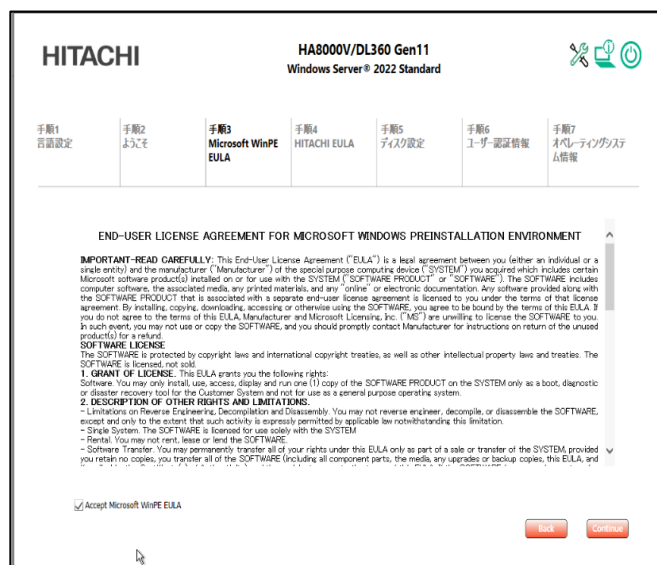 HITACHI
HA8000V/DL360 Gen11
Windows Server® 2022 Standard
手順1
言語設定
手順2
ようこそ
手順3
Microsoft WinPE
EULA
手順4
HITACHI EULA
手順5
ディスク設定
手順6
ユーザー認証情報
手順7
オペレーティングシステ
ム情報
END-USER LICENSE AGREEMENT FOR MICROSOFT WINDOWS PREINSTALLATION ENVIRONMENT
IMPORTANT-READ CAREFULLY: This End-User License Agreement ("EULA") is a legal agreement between you (either an individual or a
single entity) and the manufacturer ("Manufacturer") of the special purpose computing device ("SYSTEM") you acquired which includes certain
Microsoft software product(s) installed on or for use with the SYSTEM ("SOFTWARE PRODUCT" or "SOFTWARE"). The SOFTWARE includes
computer software, the associated media, any printed materials, and any "online" or electronic documentation. Any software provided along with
the SOFTWARE PRODUCT that is associated with a separate end-user license agreement is licensed to you under the terms of that license
agreement. By installing, copying, downloading, accessing or otherwise using the SOFTWARE, you agree to be bound by the terms of this EULA. If
you do not agree to the terms of this EULA, Manufacturer and Microsoft Licensing, Inc. ("MS") are unwilling to license the SOFTWARE to you.
In such event, you may not use or copy the SOFTWARE, and you should promptly contact Manufacturer for instructions on return of the unused
product(s) for a refund.
SOFTWARE LICENSE
The SOFTWARE is protected by copyright laws and international copyright treaties, as well as other intellectual property laws and treaties. The
SOFTWARE is licensed, not sold.
1. GRANT OF LICENSE. This EULA grants you the following rights:
Software. You may only install, use, access, display and run one (1) copy of the SOFTWARE PRODUCT on the SYSTEM only as a boot, diagnostic
or disaster recovery tool for the Customer System and not for use as a general purpose operating system.
2. DESCRIPTION OF OTHER RIGHTS AND LIMITATIONS.
- Limitations on Reverse Engineering, Decompilation and Disassembly. You may not reverse engineer, decompile, or disassemble the SOFTWARE,
except and only to the extent that such activity is expressly permitted by applicable law notwithstanding this limitation.
- Single System. The SOFTWARE is licensed for use solely with the SYSTEM
- Rental. You may not rent, lease or lend the SOFTWARE.
- Software Transfer. You may permanently transfer all of your rights under this EULA only as part of a sale or transfer of the SYSTEM, provided
you retain no copies, you transfer all of the SOFTWARE (including all component parts, the media, any upgrades or backup copies, this EULA, and
Accept Microsoft WinPE EULA
Back
Continue